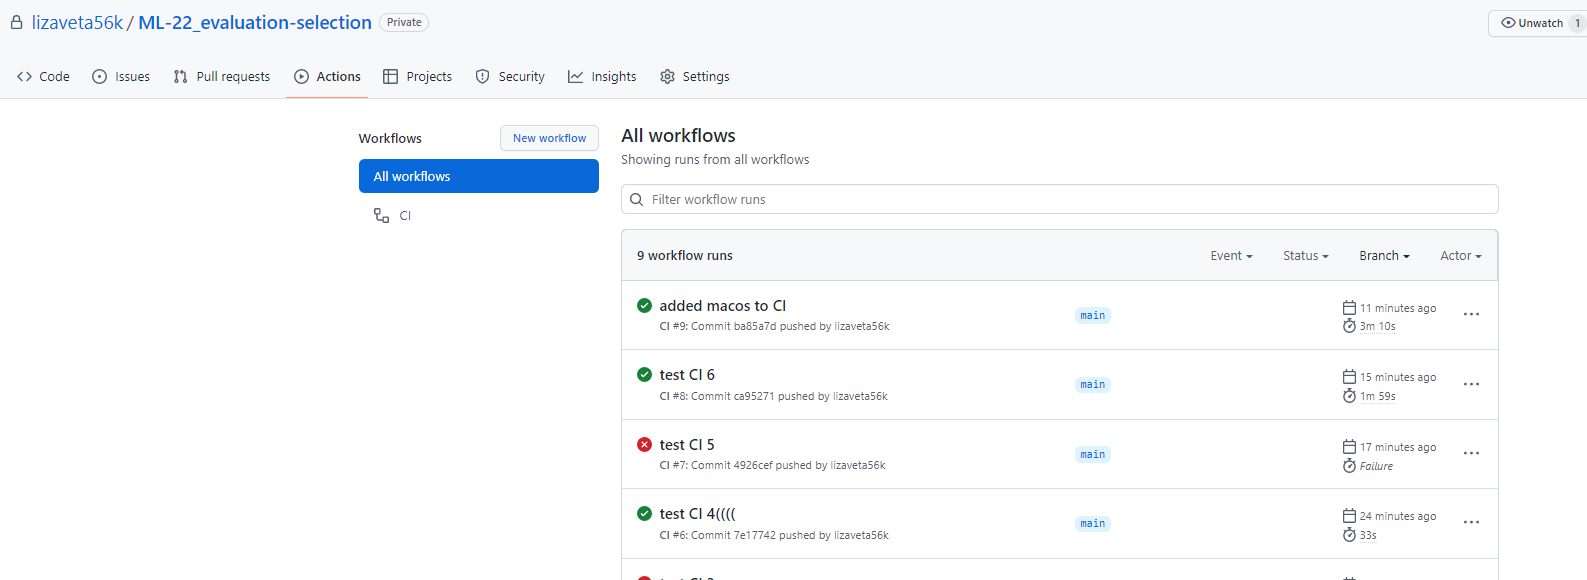 lizaveta56k / ML-22_evaluation-selection Private
Unwatch 1
Code Issues Pull requests Actions Projects Security Insights Settings
Workflows
New workflow
All workflows
CI
All workflows
Showing runs from all workflows
Filter workflow runs
9 workflow runs
Event Status Branch Actor
added macos to CI
CI #9: Commit ba85a7d pushed by lizaveta56k
main
11 minutes ago
3m 10s
test CI 6
CI #8: Commit ca95271 pushed by lizaveta56k
main
15 minutes ago
1m 59s
test CI 5
CI #7: Commit 4926cef pushed by lizaveta56k
main
17 minutes ago
Failure
test CI 4((((
CI #6: Commit 7e17742 pushed by lizaveta56k
main
24 minutes ago
33s